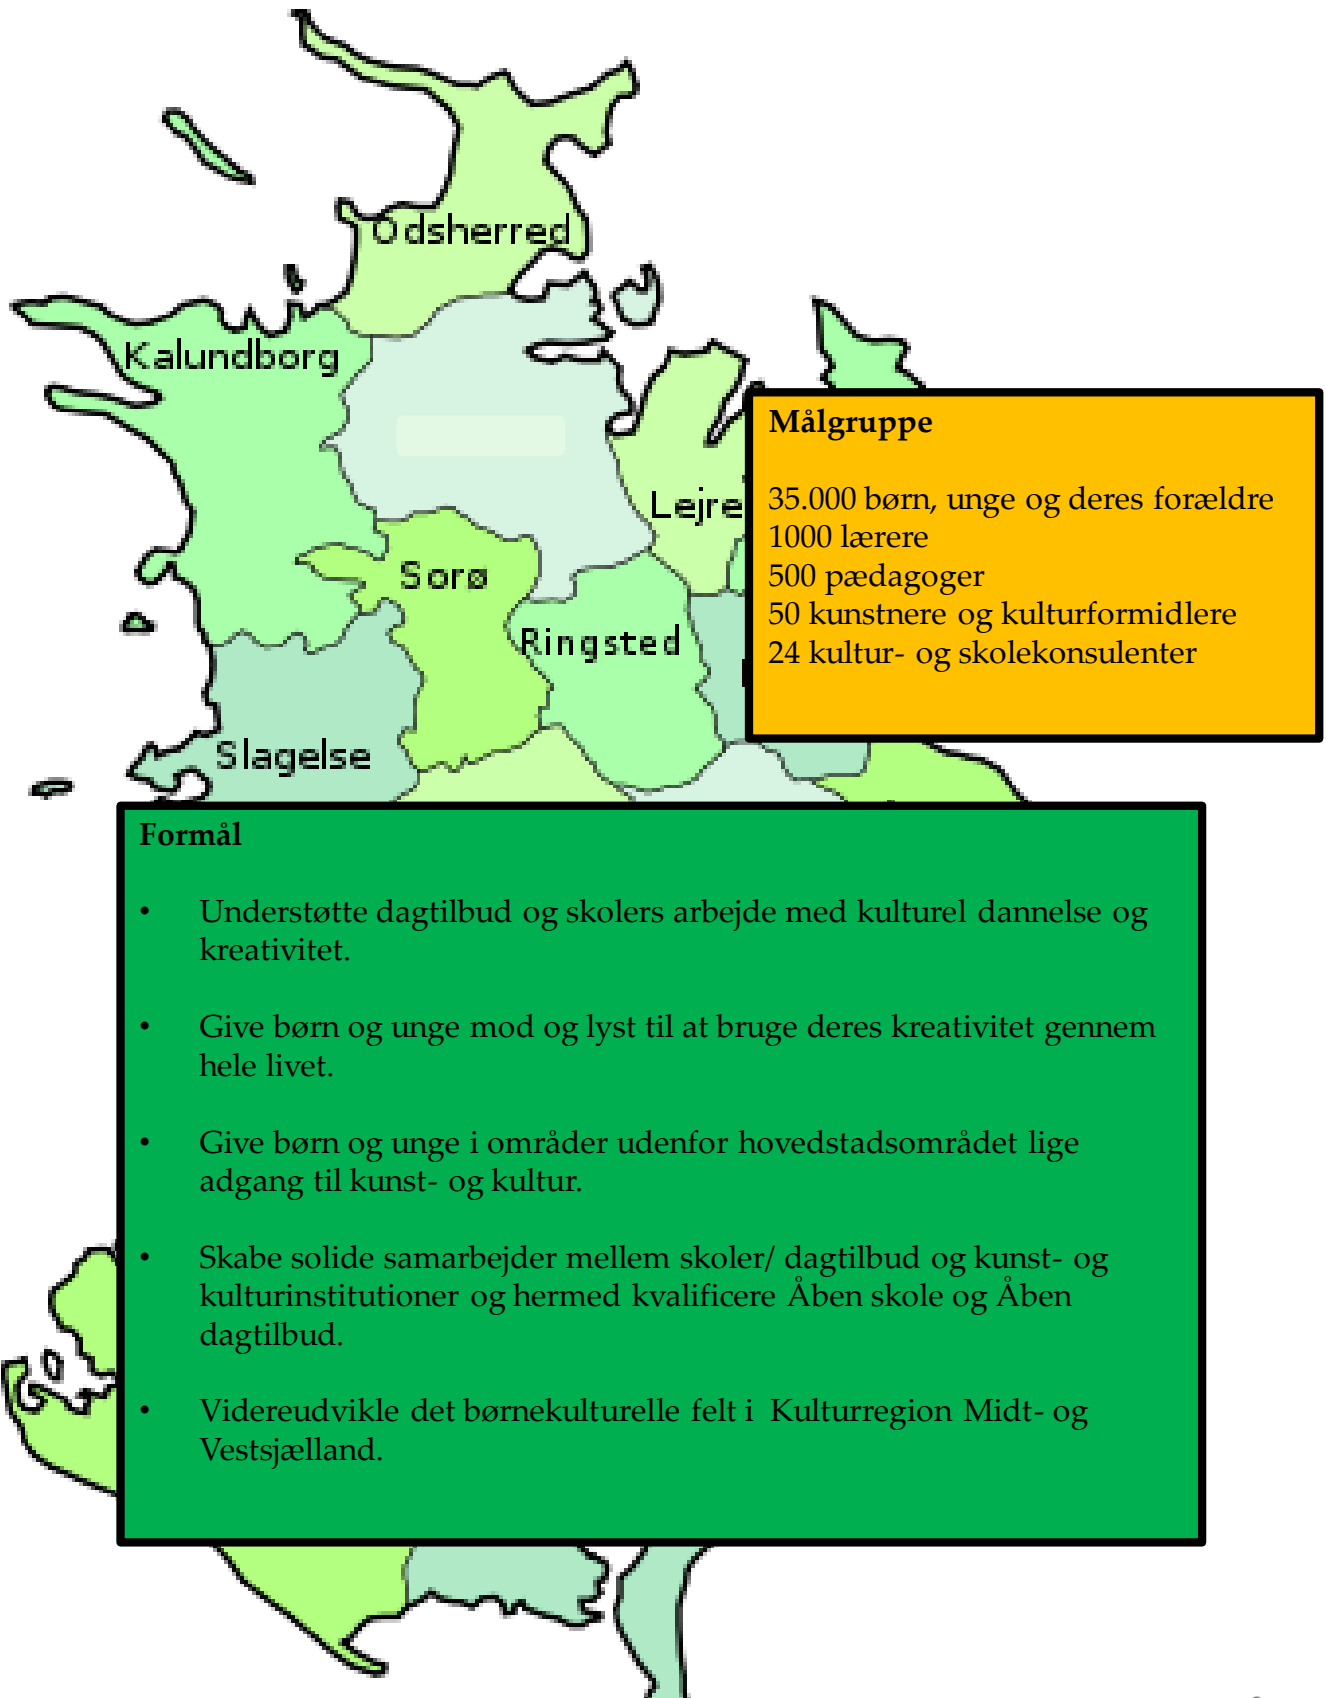 Odsherred
Kalundborg
Målgruppe
35.000 børn, unge og deres forældre
1000 lærere
500 pædagoger
50 kunstnere og kulturformidlere
24 kultur- og skolekonsulenter
Lejre
Sorø
Ringsted
Slagelse
Formål
• Understøtte dagtilbud og skolers arbejde med kulturel dannelse og
kreativitet.
• Give børn og unge mod og lyst til at bruge deres kreativitet gennem
hele livet.
• Give børn og unge i områder udenfor hovedstadsområdet lige
adgang til kunst- og kultur.
• Skabe solide samarbejder mellem skoler/ dagtilbud og kunst- og
kulturinstitutioner og hermed kvalificere Åben skole og Åben
dagtilbud.
• Videreudvikle det børnekulturelle felt i Kulturregion Midt- og
Vestsjælland.